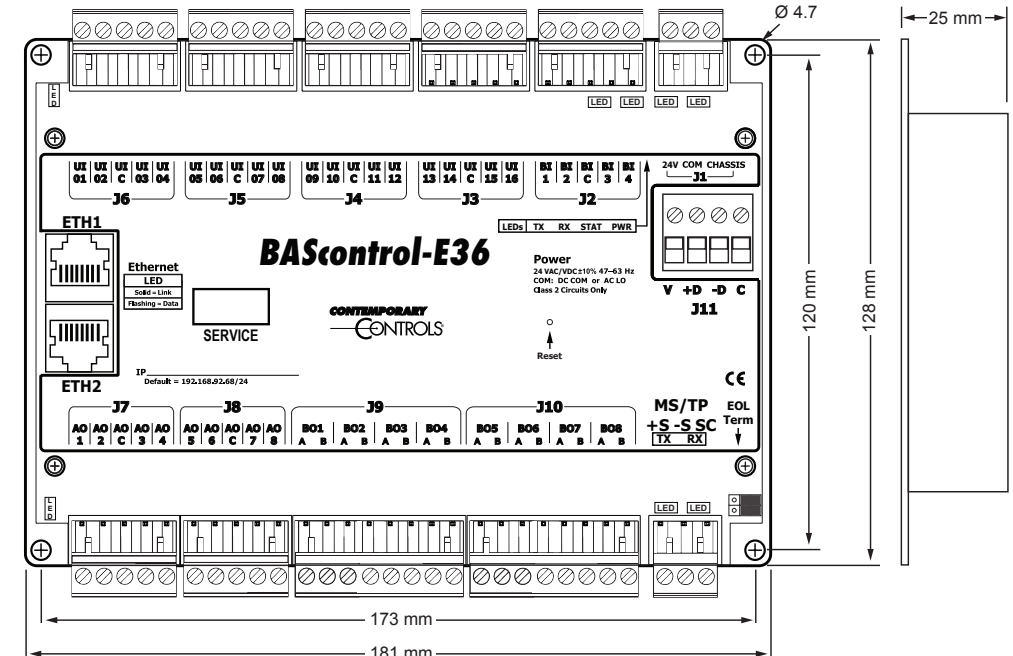 Ø 4.7
25 mm
LED
LED LED LED LED
UI 01 UI 02 UI C UI 03 UI 04
J6
UI 05 UI 06 UI C UI 07 UI 08
J5
UI 09 UI 10 UI C UI 11 UI 12
J4
UI 13 UI 14 UI C UI 15 UI 16
J3
BI 1 BI 2 BI C BI 3 BI 4
J2
24V COM CHASSIS
J1
LEDs TX RX STAT PWR
ETH1
Ethernet
LED
Solid = Link
Flashing = Data
BAScontrol-E36
Power
24 VAC/VDC±10% 47–63 Hz
COM: DC COM or AC LO
Class 2 Circuits Only
V +D -D C
J11
SERVICE
CONTEMPORARY
CONTROLS
Reset
ETH2
IP
Default = 192.168.92.68/24
CE
J7
AO 1 AO 2 AO C AO 3 AO 4
J8
AO 5 AO 6 AO C AO 7 AO 8
J9
BO1 BO2 BO3 BO4
A B A B A B A B
J10
BO5 BO6 BO7 BO8
A B A B A B A B
MS/TP
+S -S SC
TX RX
EOL
Term
LED
LED LED
120 mm
128 mm
173 mm
181 mm